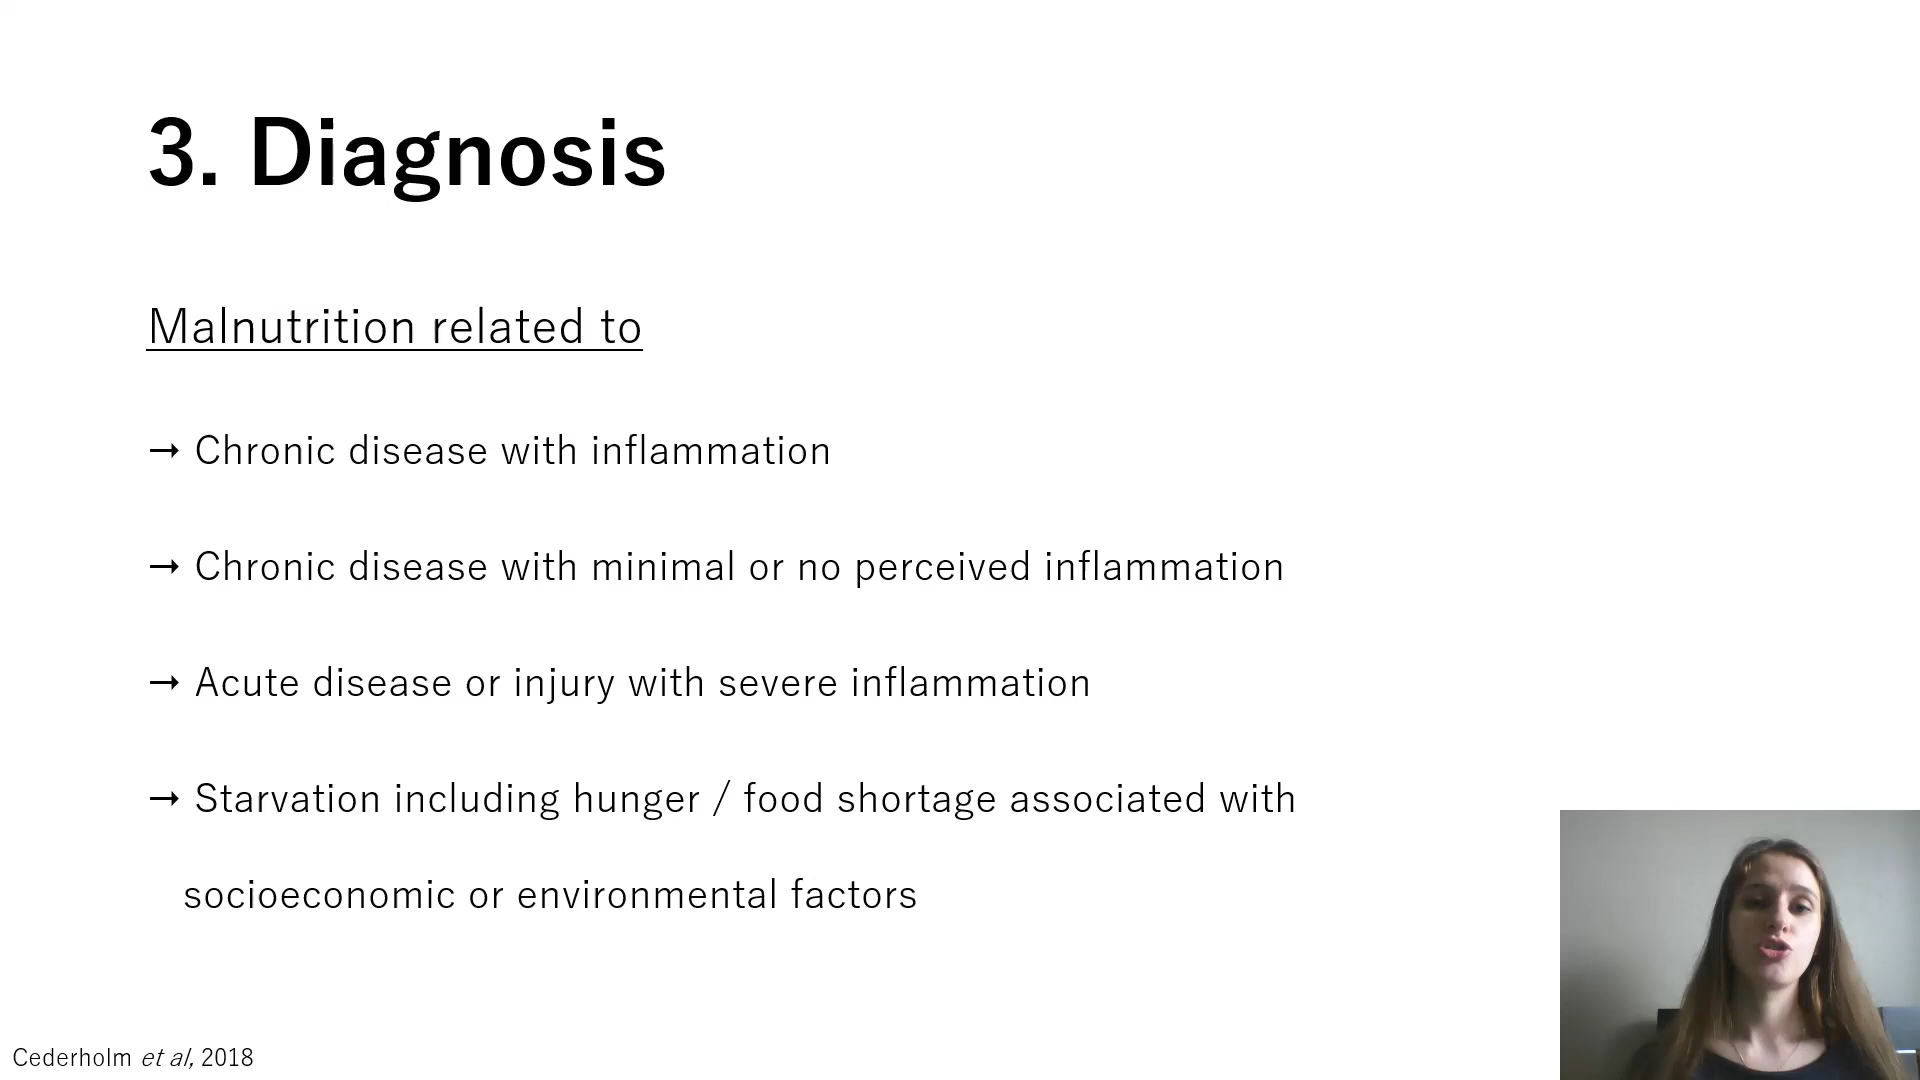 3. Diagnosis
Malnutrition related to
→ Chronic disease with inflammation
→ Chronic disease with minimal or no perceived inflammation
→ Acute disease or injury with severe inflammation
→ Starvation including hunger / food shortage associated with
socioeconomic or environmental factors
Cederholm et al, 2018